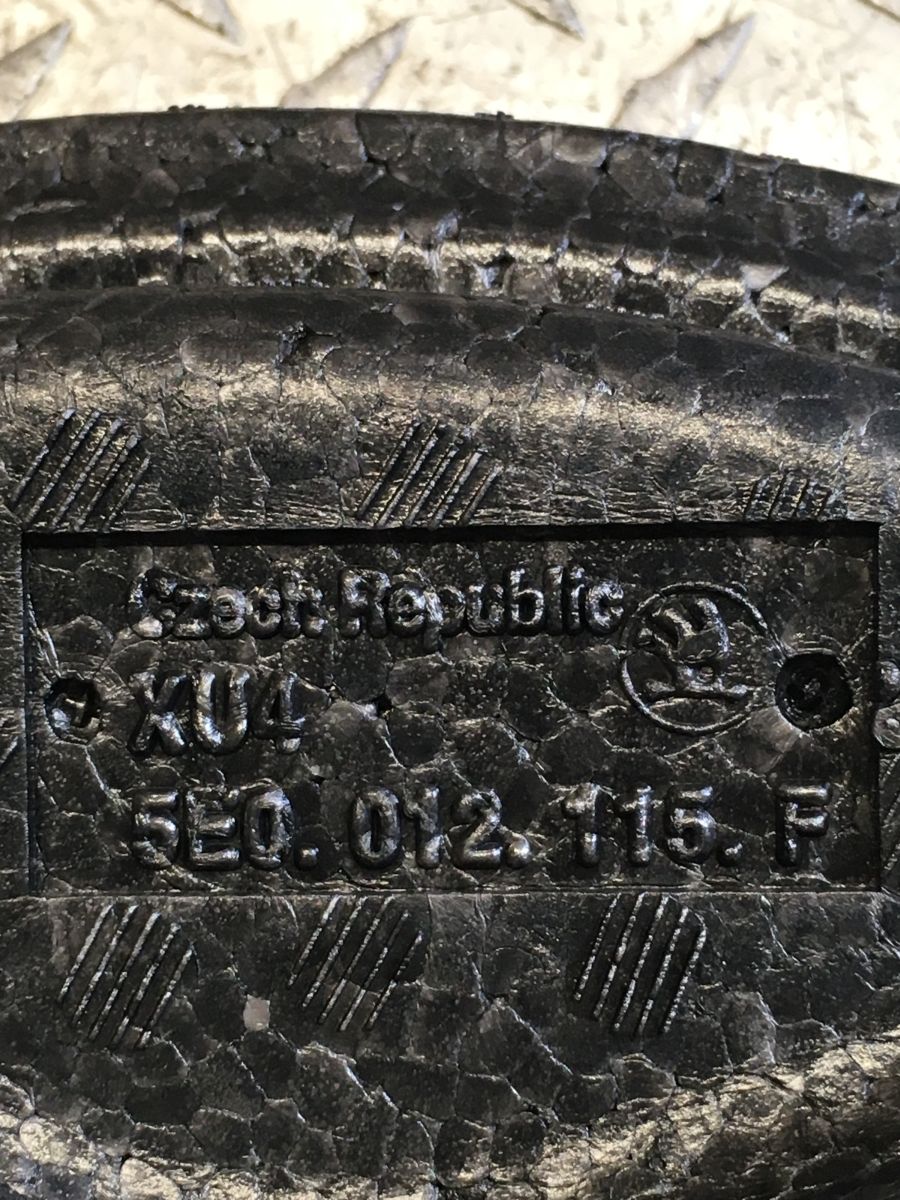 Czech Republic
XU4
5E0. 012. 115. F